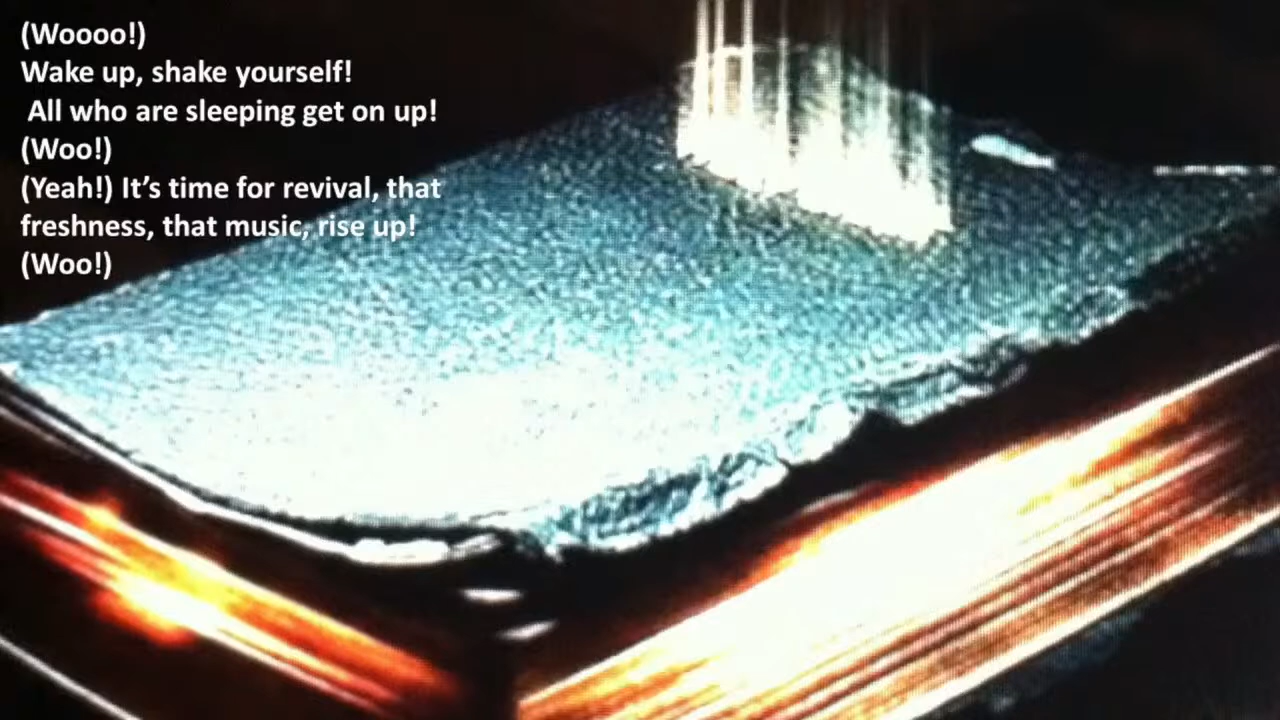 (Woooo!)
Wake up, shake yourself!
All who are sleeping get on up!
(Woo!)
(Yeah!) It’s time for revival, that
freshness, that music, rise up!
(Woo!)